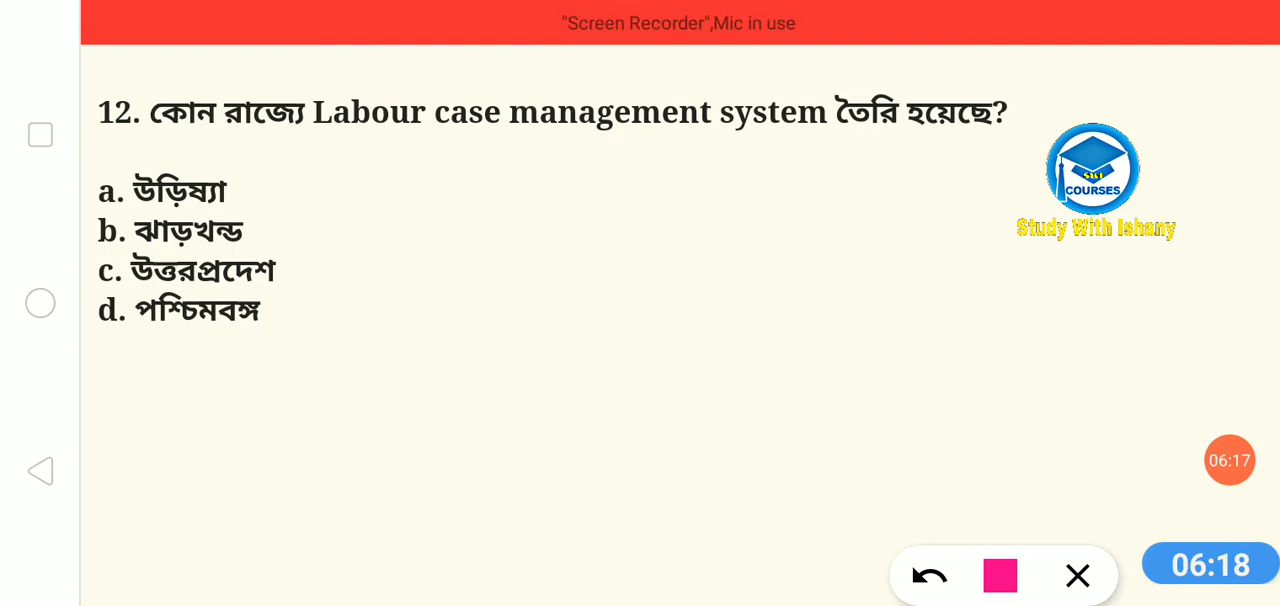 "Screen Recorder",Mic in use
12. কোন রাজ্যে Labour case management system তৈরি হয়েছে?
a. উড়িষ্যা
b. ঝাড়খন্ড
c. উত্তরপ্রদেশ
d. পশ্চিমবঙ্গ
SWI
COURSES
Study With Ishany
06:17
06:18